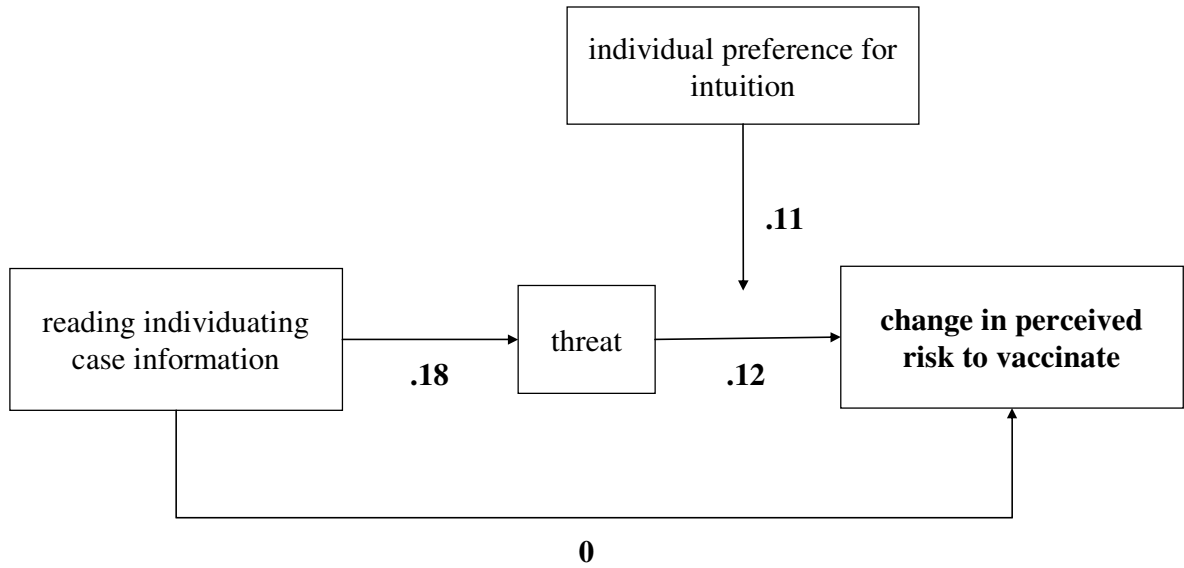 individual preference for
intuition
.11
reading individuating
case information
threat
change in perceived
risk to vaccinate
.18
.12
0